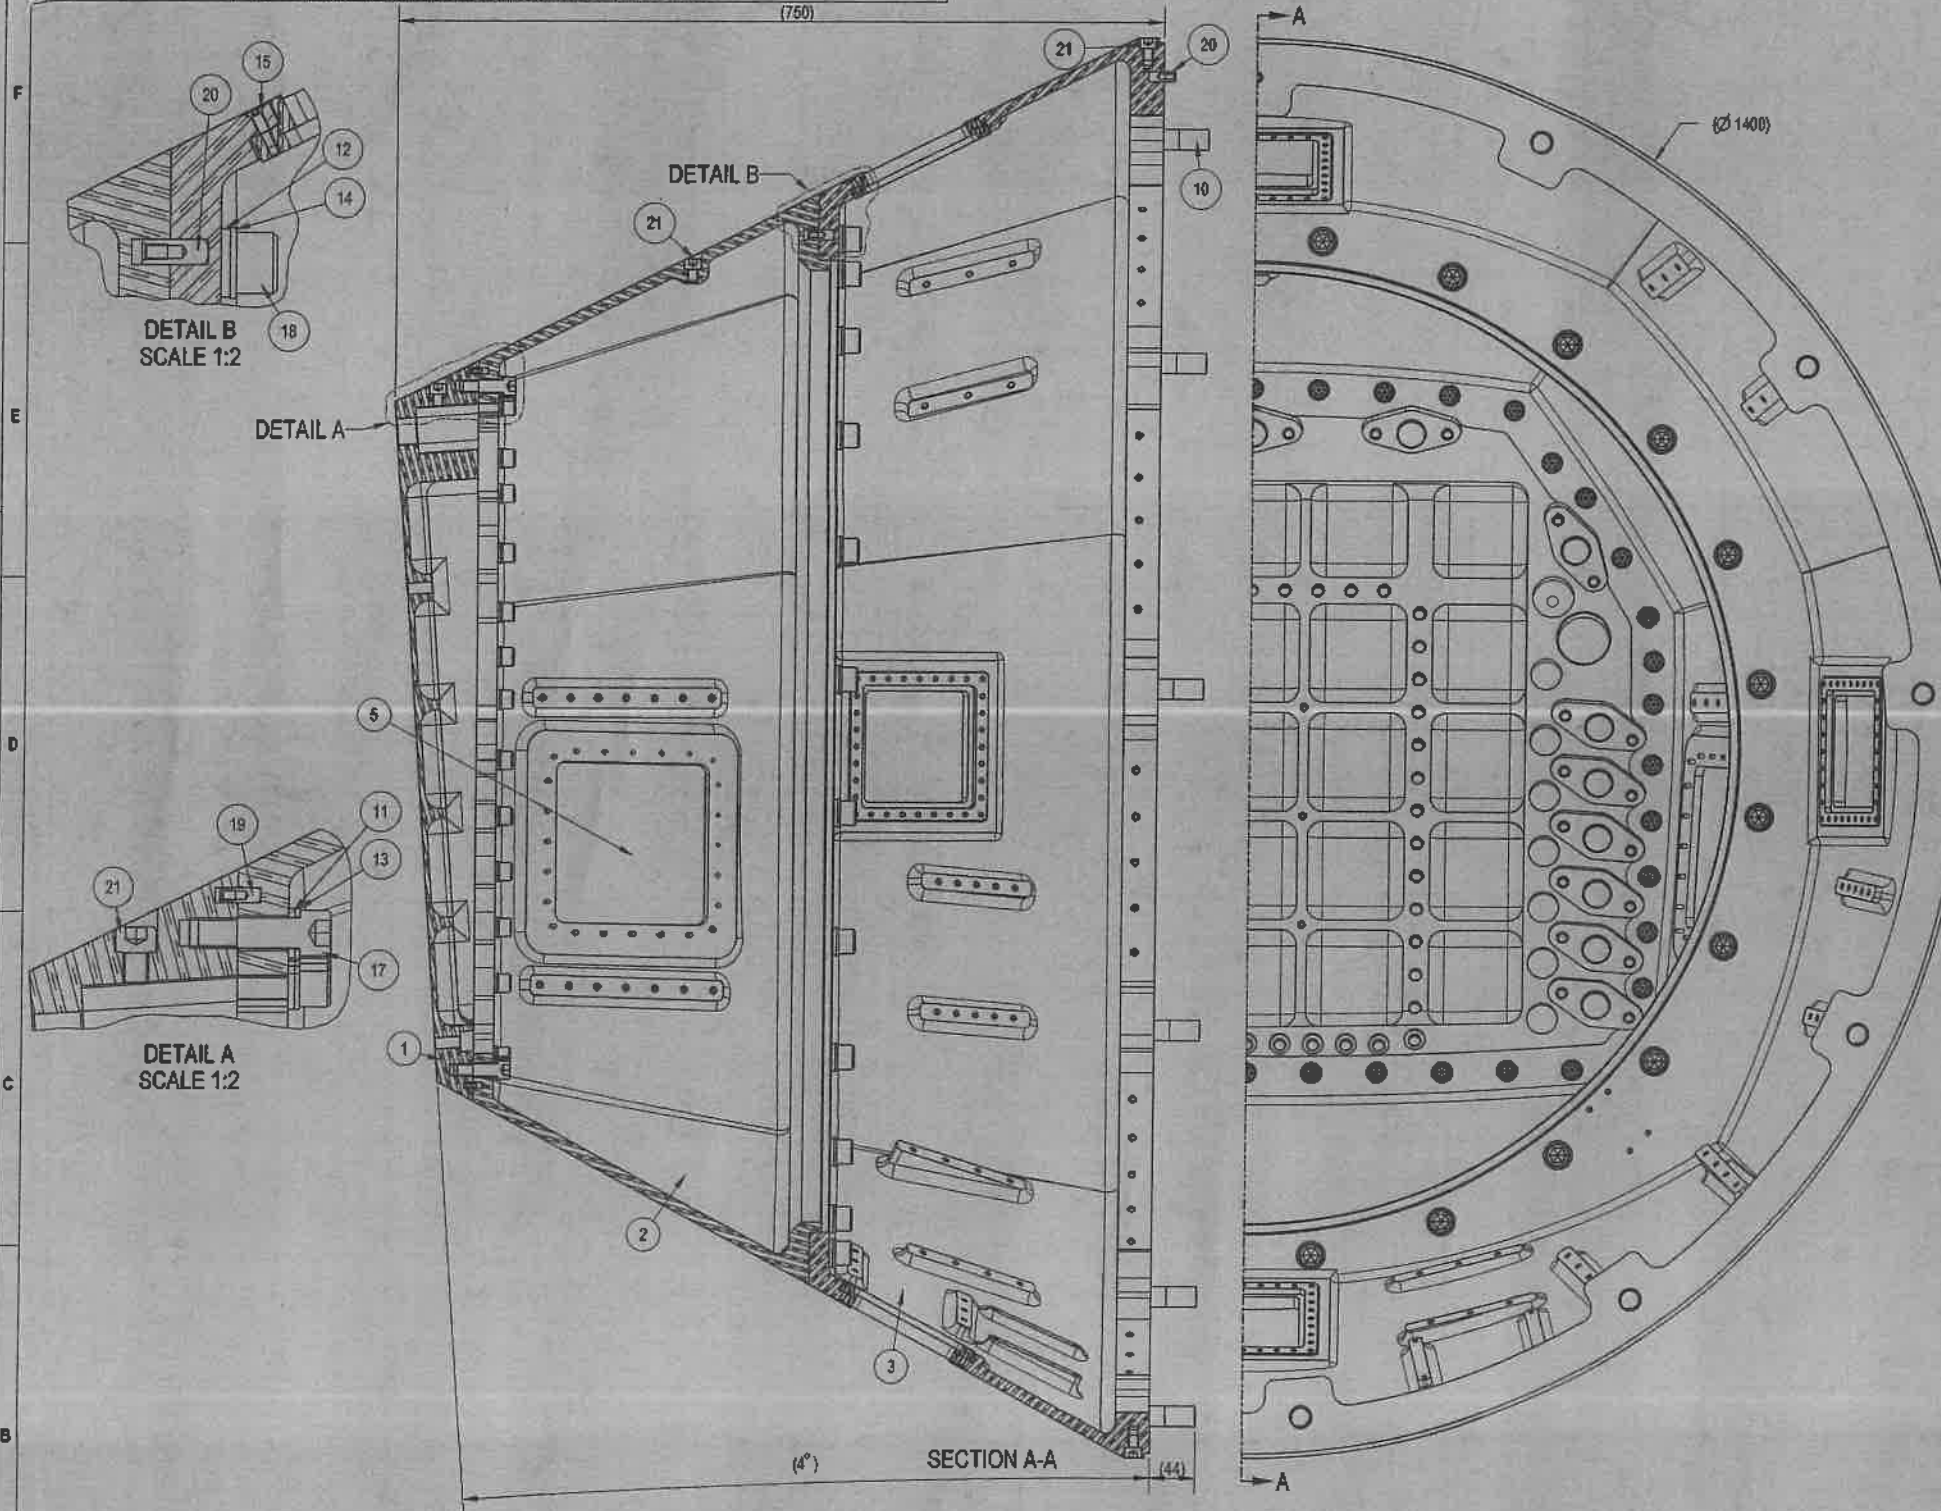 (750)
A
F
15
20
21
20
(Ø 1400)
12
DETAIL B
14
10
21
18
DETAIL B
SCALE 1:2
E
DETAIL A
5
D
11
19
13
21
17
1
DETAIL A
SCALE 1:2
C
2
3
B
(4°)
SECTION A-A
(44)
A